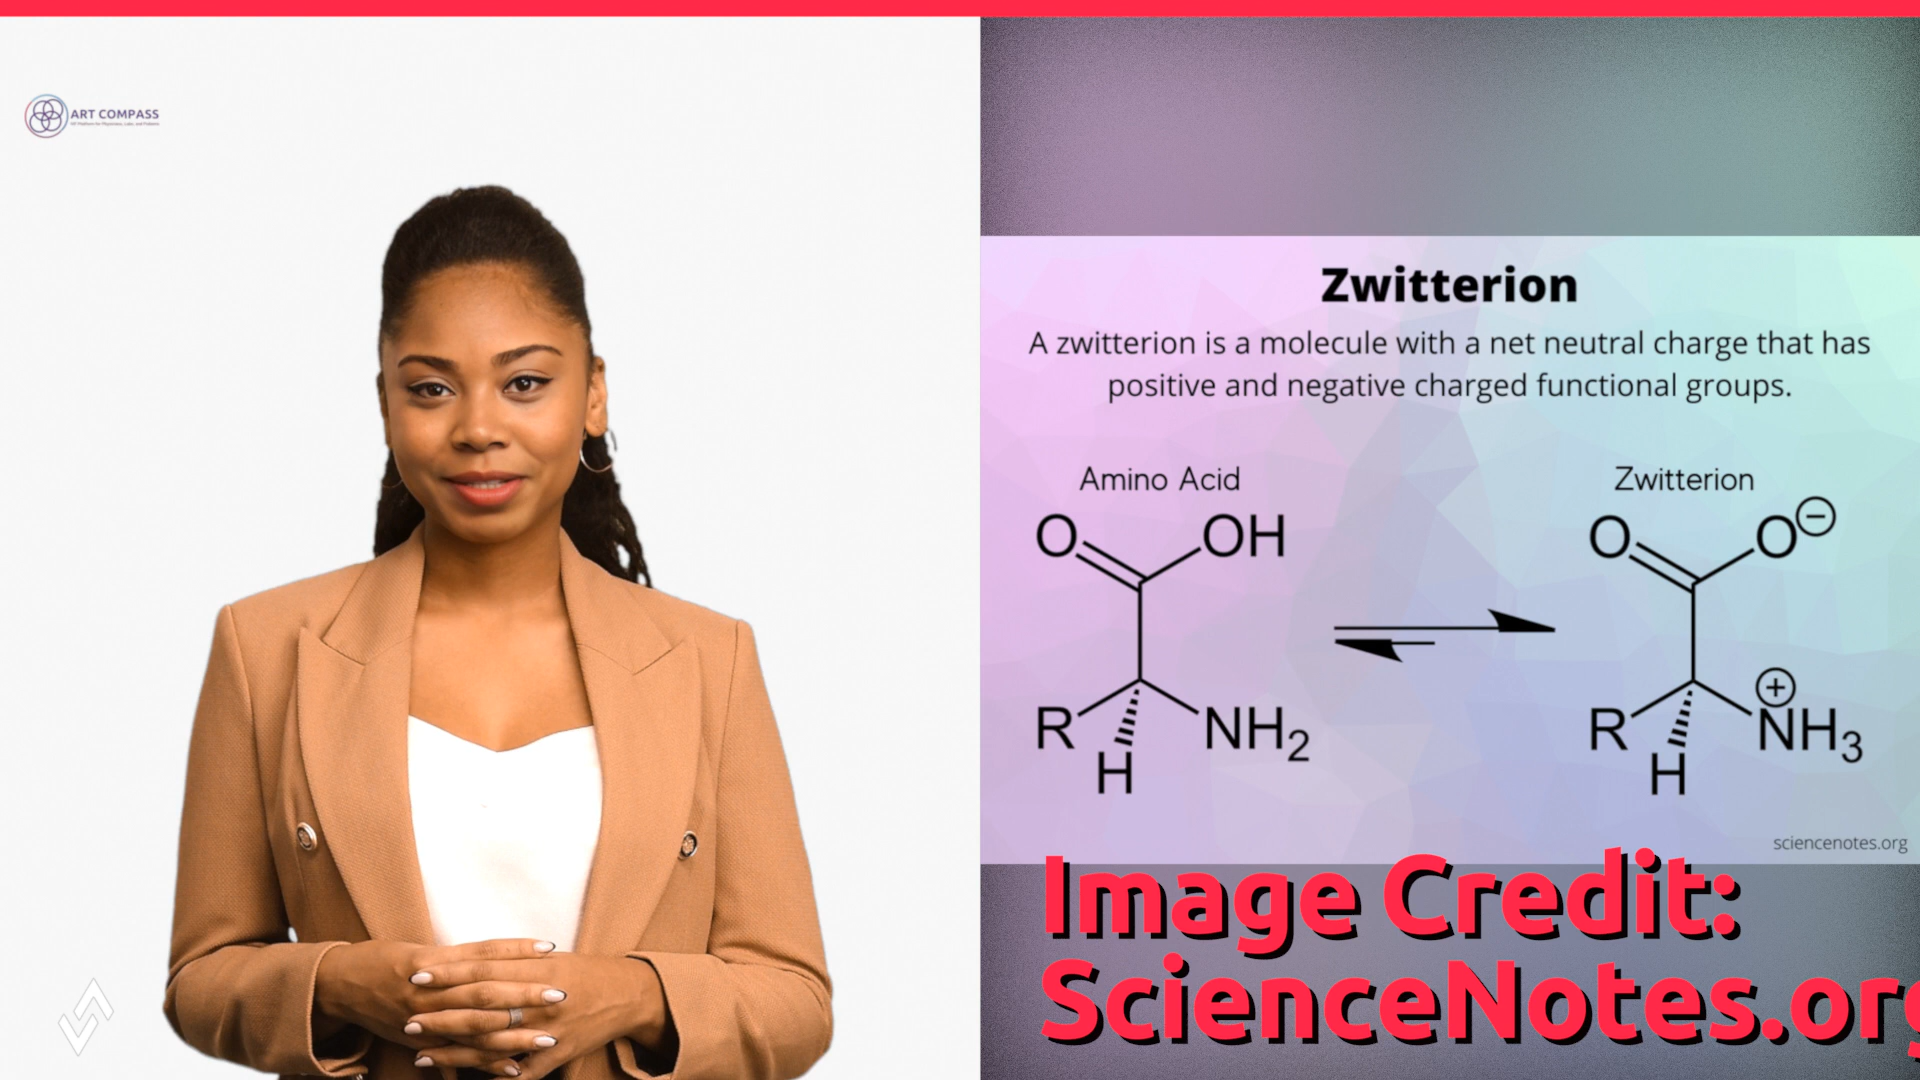 ART COMPASS
Zwitterion
A zwitterion is a molecule with a net neutral charge that has
positive and negative charged functional groups.
Amino Acid
Zwitterion
O
OH
R
H
NH₂
O⊖
O
R
H
⊕
NH₃
sciencenotes.org
Image Credit:
ScienceNotes.org